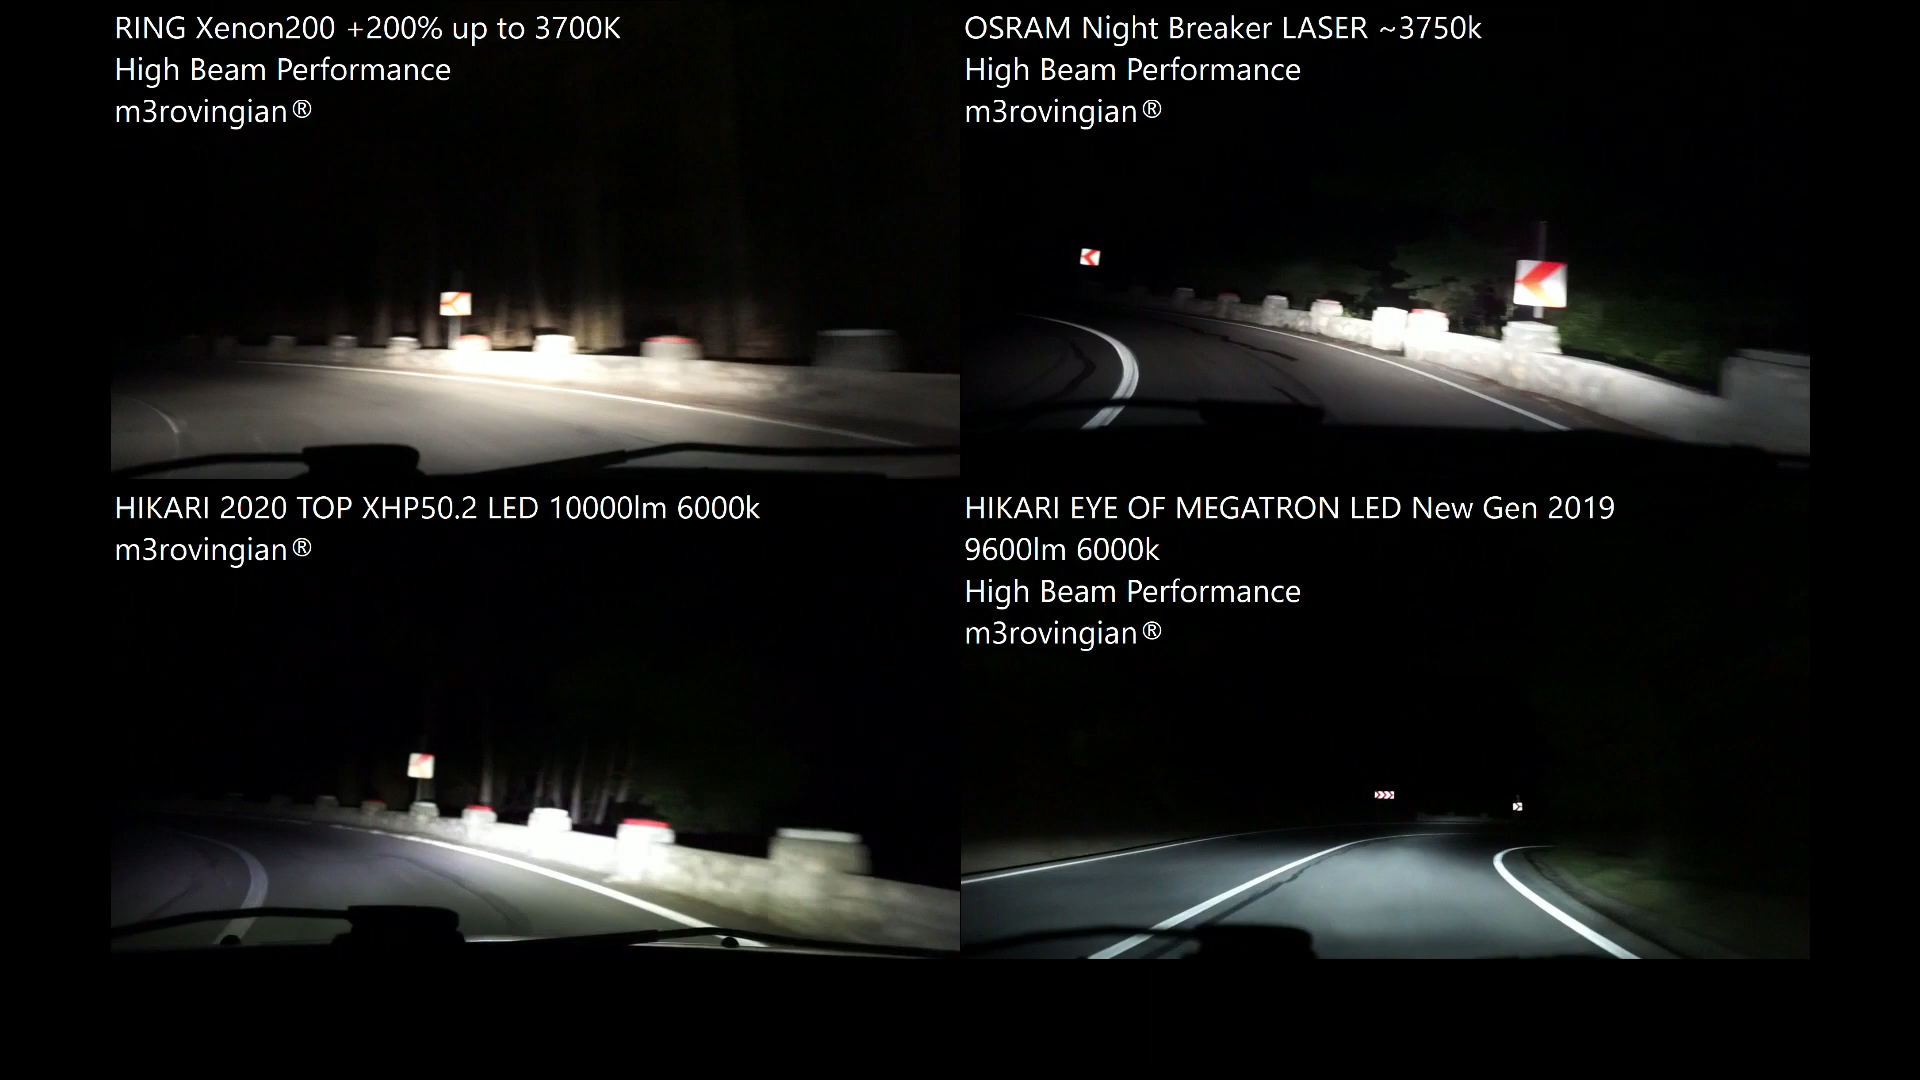 RING Xenon200 +200% up to 3700K
High Beam Performance
m3rovingian®
OSRAM Night Breaker LASER ~3750k
High Beam Performance
m3rovingian®
HIKARI 2020 TOP XHP50.2 LED 10000lm 6000k
m3rovingian®
HIKARI EYE OF MEGATRON LED New Gen 2019
9600lm 6000k
High Beam Performance
m3rovingian®